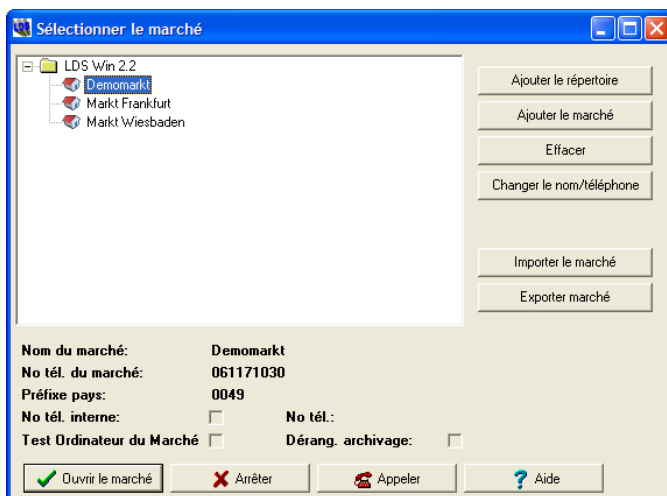 Sélectionner le marché
LDS Win 2.2
Demomarkt
Markt Frankfurt
Markt Wiesbaden
Ajouter le répertoire
Ajouter le marché
Effacer
Changer le nom/téléphone
Importer le marché
Exporter marché
Nom du marché: Demomarkt
No tél. du marché: 061171030
Préfixe pays: 0049
No tél. interne: No tél.:
Test Ordinateur du Marché Dérang. archivage:
Ouvrir le marché Arrêter Appeler Aide